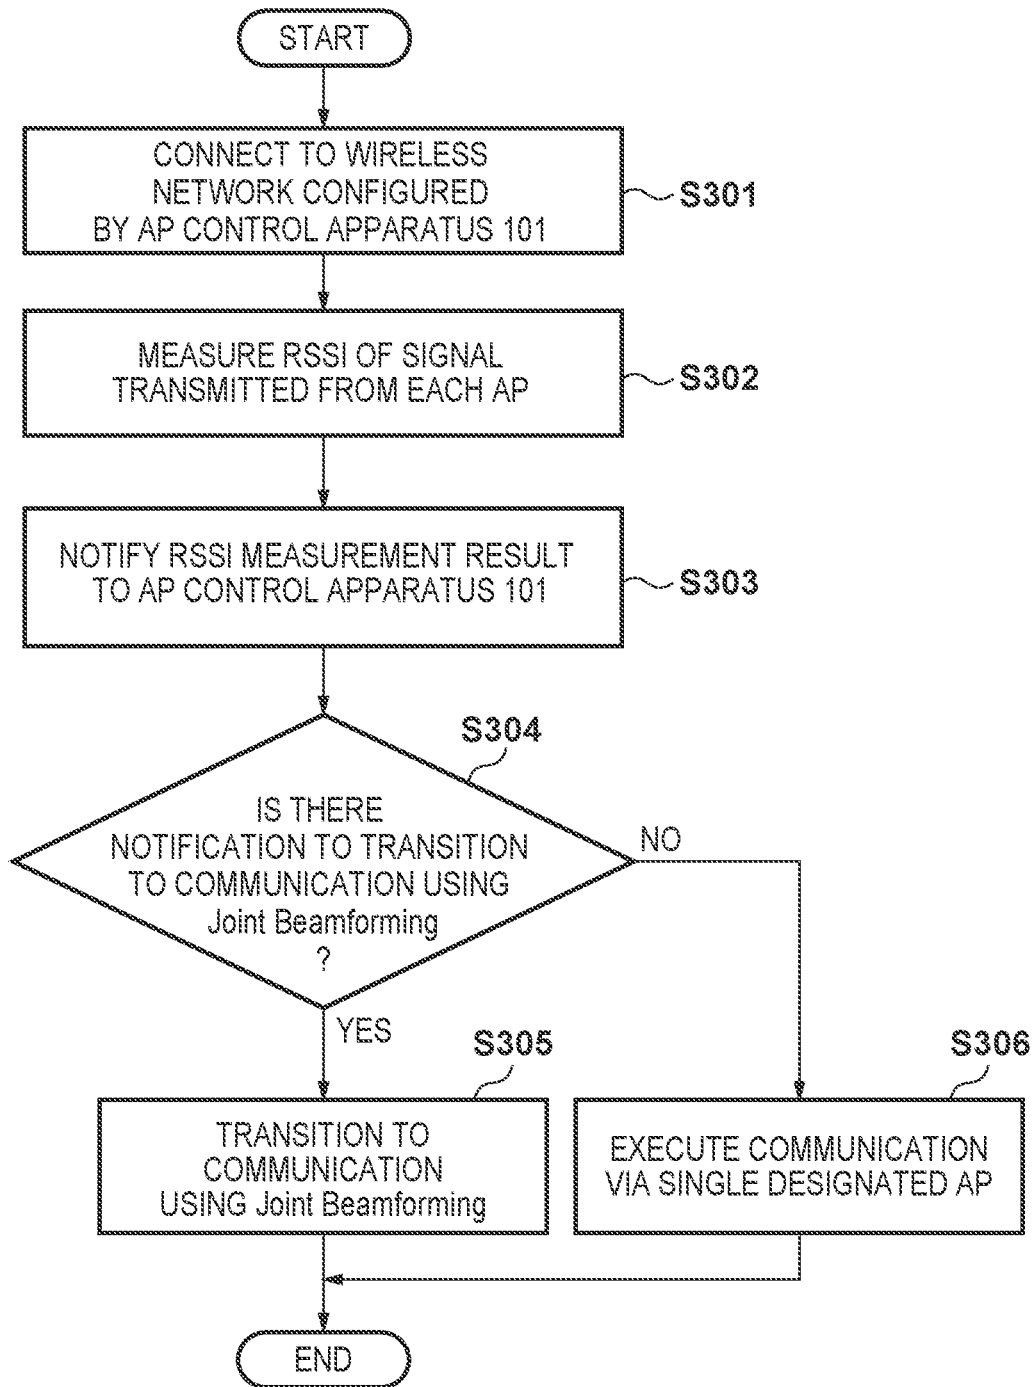 START
CONNECT TO WIRELESS
NETWORK CONFIGURED
BY AP CONTROL APPARATUS 101
S301
MEASURE RSSI OF SIGNAL
TRANSMITTED FROM EACH AP
S302
NOTIFY RSSI MEASUREMENT RESULT
TO AP CONTROL APPARATUS 101
S303
S304
IS THERE
NOTIFICATION TO TRANSITION
TO COMMUNICATION USING
Joint Beamforming
?
NO
YES
S305
TRANSITION TO
COMMUNICATION
USING Joint Beamforming
S306
EXECUTE COMMUNICATION
VIA SINGLE DESIGNATED AP
END